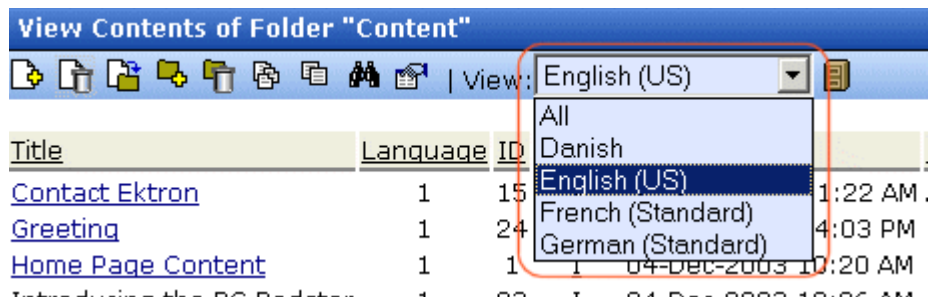 View Contents of Folder "Content"
| View: English (US)
All
Danish
English (US)
French (Standard)
German (Standard)
Title Language ID
Contact Ektron 1 15 1:22 AM
Greeting 1 24 4:03 PM
Home Page Content 1 1 I 04-Dec-2003 10:20 AM